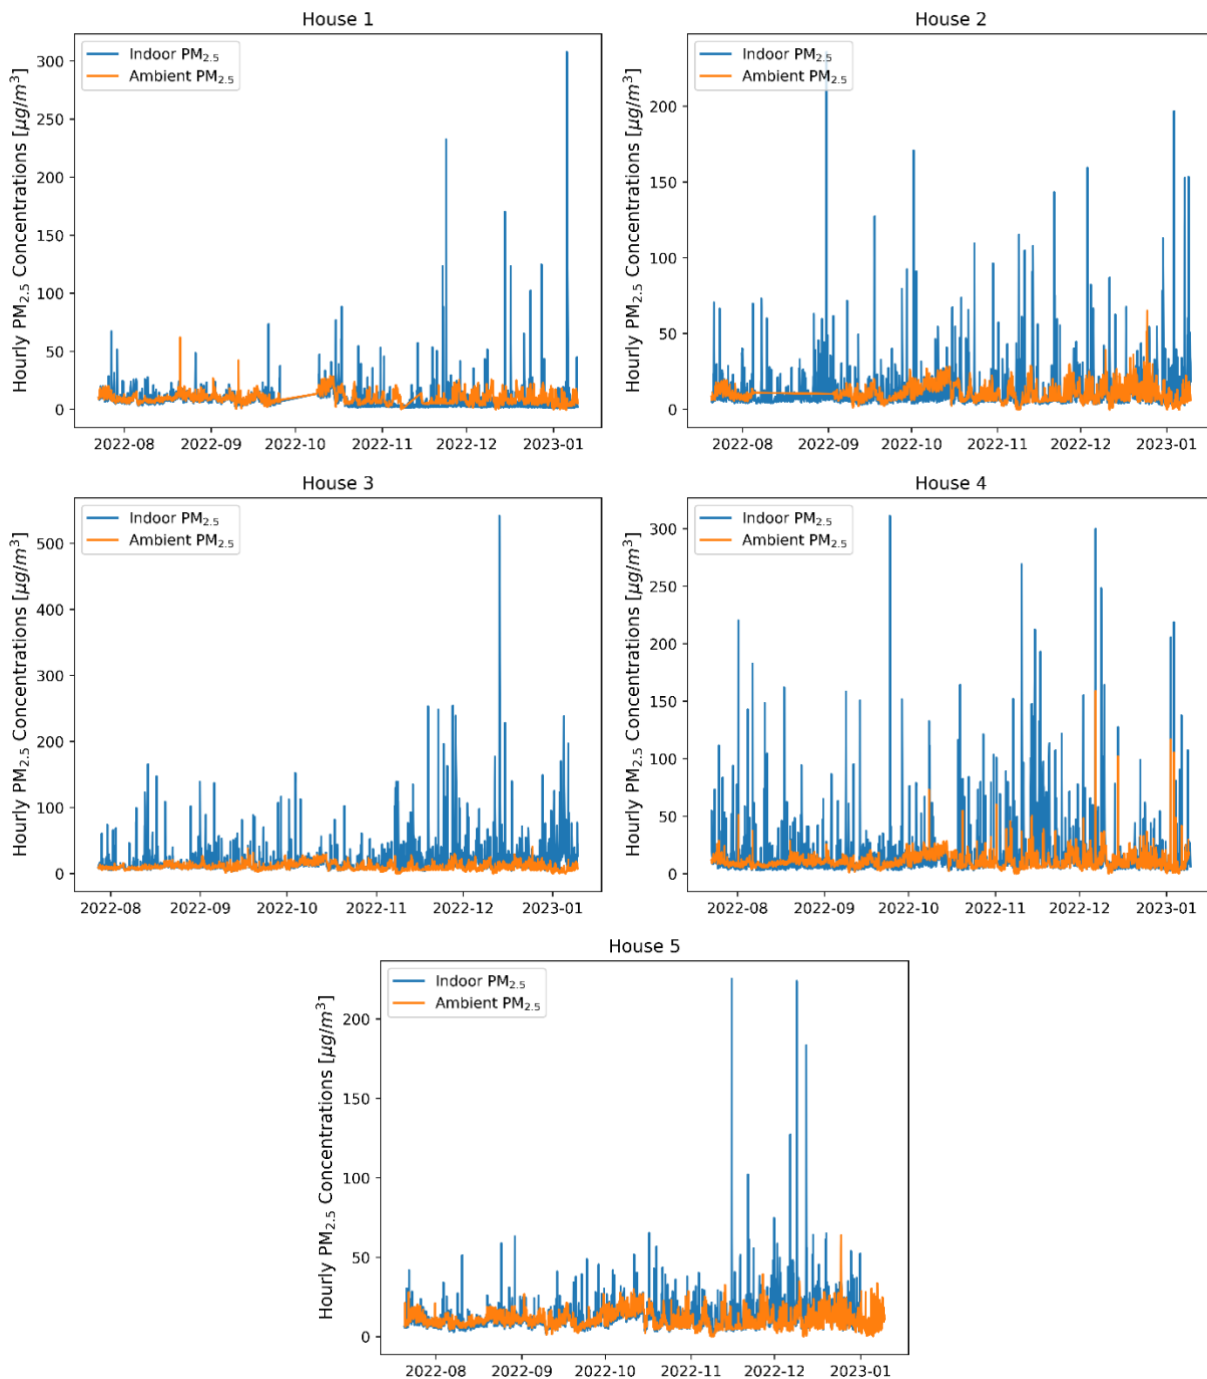 House 1
Hourly PM2.5 Concentrations [μg/m³]
Indoor PM2.5
Ambient PM2.5
300
250
200
150
100
50
0
2022-08 2022-09 2022-10 2022-11 2022-12 2023-01
House 2
Hourly PM2.5 Concentrations [μg/m³]
Indoor PM2.5
Ambient PM2.5
200
150
100
50
0
2022-08 2022-09 2022-10 2022-11 2022-12 2023-01
House 3
Hourly PM2.5 Concentrations [μg/m³]
Indoor PM2.5
Ambient PM2.5
500
400
300
200
100
0
2022-08 2022-09 2022-10 2022-11 2022-12 2023-01
House 4
Hourly PM2.5 Concentrations [μg/m³]
Indoor PM2.5
Ambient PM2.5
300
250
200
150
100
50
0
2022-08 2022-09 2022-10 2022-11 2022-12 2023-01
House 5
Hourly PM2.5 Concentrations [μg/m³]
Indoor PM2.5
Ambient PM2.5
200
150
100
50
0
2022-08 2022-09 2022-10 2022-11 2022-12 2023-01